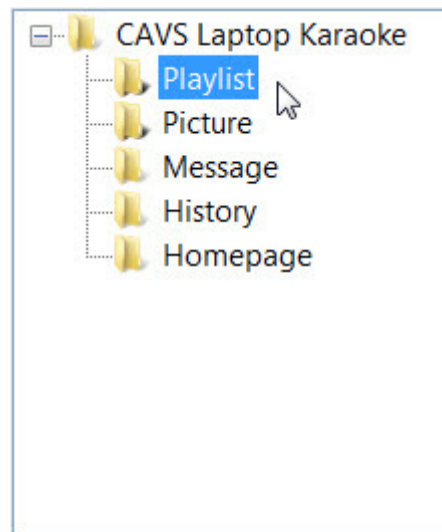 CAVS Laptop Karaoke
Playlist
Picture
Message
History
Homepage